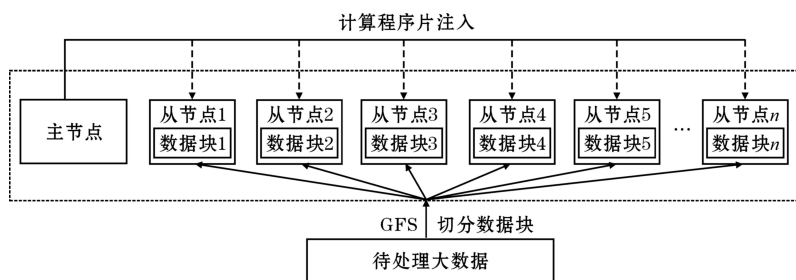 计算程序片注入
主节点
从节点1
数据块1
从节点2
数据块2
从节点3
数据块3
从节点4
数据块4
从节点5
数据块5
…
从节点n
数据块n
GFS 切分数据块
待处理大数据